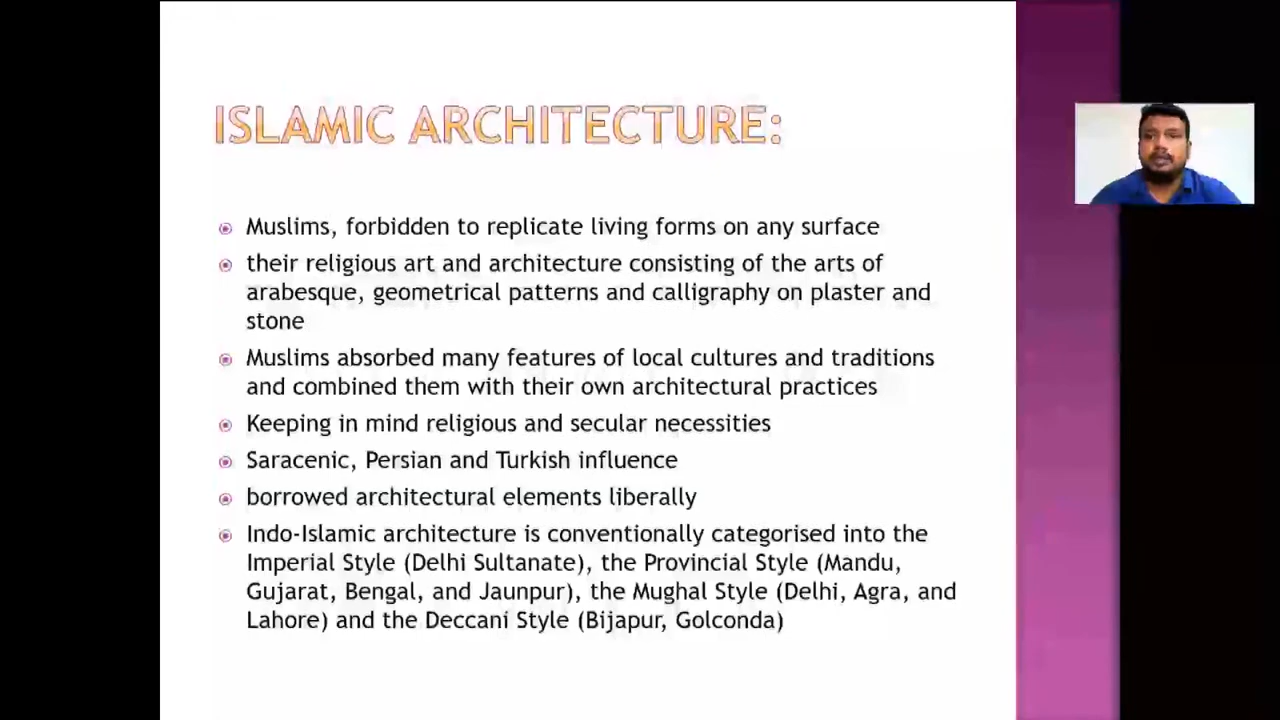 ISLAMIC ARCHITECTURE:
Muslims, forbidden to replicate living forms on any surface
their religious art and architecture consisting of the arts of
arabesque, geometrical patterns and calligraphy on plaster and
stone
Muslims absorbed many features of local cultures and traditions
and combined them with their own architectural practices
Keeping in mind religious and secular necessities
Saracenic, Persian and Turkish influence
borrowed architectural elements liberally
Indo-Islamic architecture is conventionally categorised into the
Imperial Style (Delhi Sultanate), the Provincial Style (Mandu,
Gujarat, Bengal, and Jaunpur), the Mughal Style (Delhi, Agra, and
Lahore) and the Deccani Style (Bijapur, Golconda)